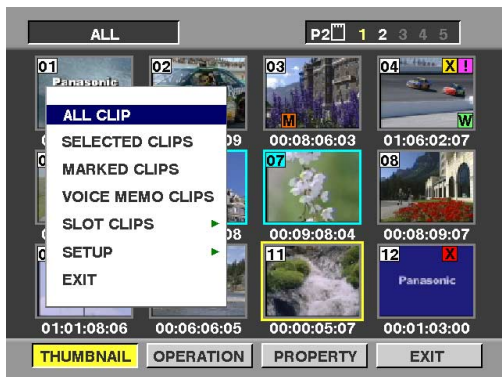 ALL
P2 1 2 3 4 5
01
02
03
04 X !
Panasonic
M
W
09
00:08:06:03
01:06:02:07
ALL CLIP
SELECTED CLIPS
MARKED CLIPS
VOICE MEMO CLIPS
SLOT CLIPS
SETUP
EXIT
07
08
08
00:09:08:04
00:08:09:07
11
12 X
Panasonic
01:01:08:06
00:06:06:05
00:00:05:07
00:01:03:00
THUMBNAIL
OPERATION
PROPERTY
EXIT